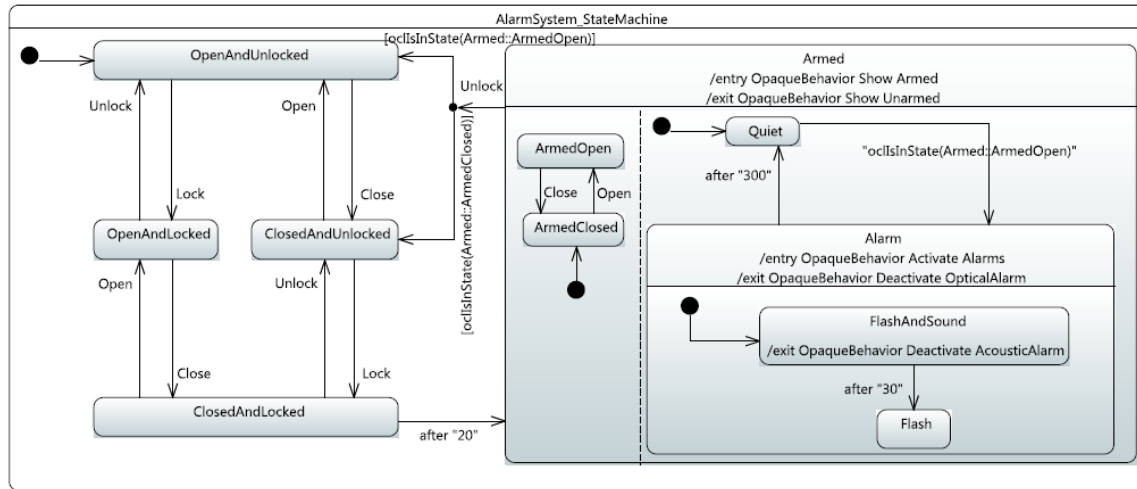 AlarmSystem_StateMachine
[oclIsInState(Armed::ArmedOpen)]
OpenAndUnlocked
Armed
/entry OpaqueBehavior Show Armed
/exit OpaqueBehavior Show Unarmed
Unlock
Unlock
Open
Quiet
ArmedOpen
"oclIsInState(Armed::ArmedOpen)"
after "300"
Close
Open
Lock
Close
[oclIsInState(Armed::ArmedClosed)]
OpenAndLocked
ClosedAndUnlocked
ArmedClosed
Alarm
/entry OpaqueBehavior Activate Alarms
/exit OpaqueBehavior Deactivate OpticalAlarm
Open
Unlock
FlashAndSound
/exit OpaqueBehavior Deactivate AcousticAlarm
Close
Lock
after "30"
ClosedAndLocked
after "20"
Flash